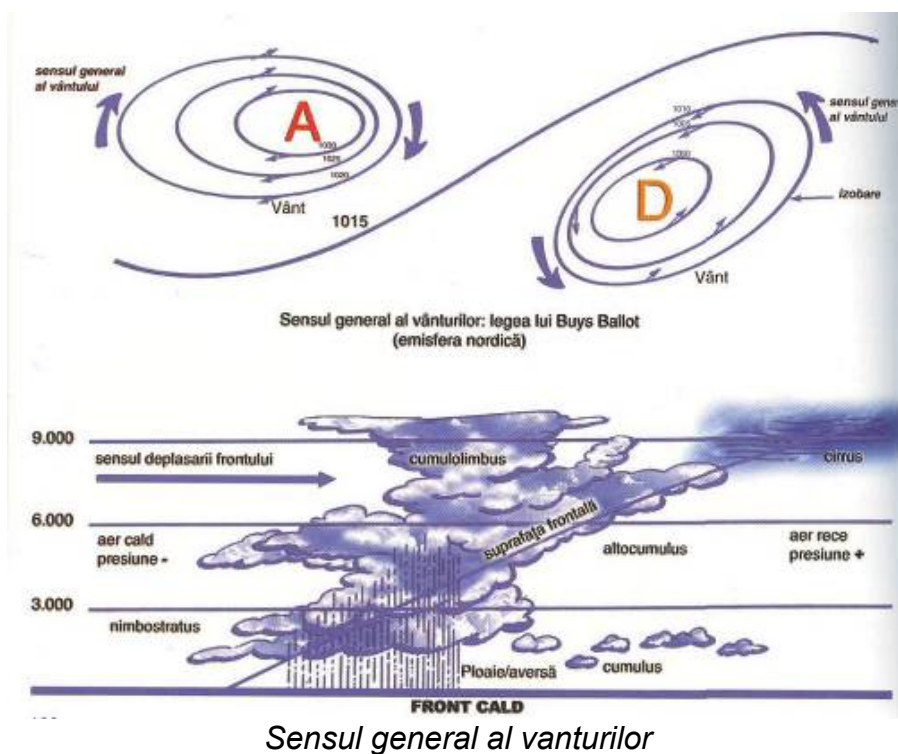 sensul general
al vântului
A
1030
1025
1020
Vânt
1015
1010
1000
D
sensul gene
al vântului
Izobare
Vânt
Sensul general al vânturilor: legea lui Buys Ballot
(emisfera nordică)
9.000
sensul deplasarii frontului
cumulolimbus
cirrus
6.000
aer cald
presiune -
suprafața frontală
altocumulus
aer rece
presiune +
3.000
nimbostratus
Ploaie/aversă
cumulus
FRONT CALD
Sensul general al vanturilor